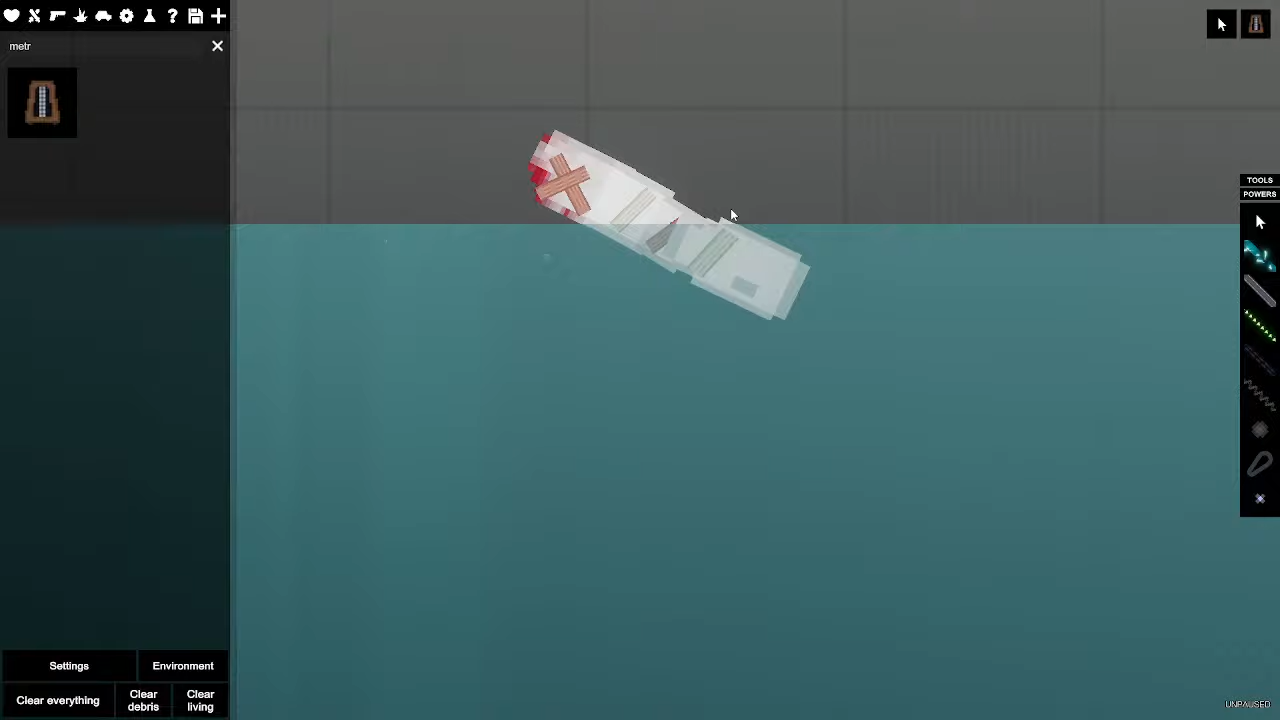 metr
TOOLS
POWERS
Settings
Environment
Clear everything
Clear debris
Clear living
UNPAUSED